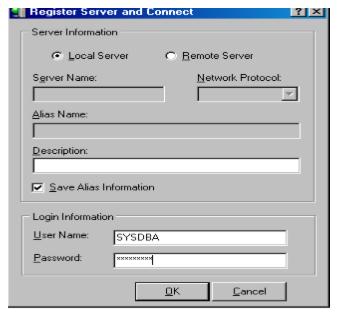 Register Server and Connect
Server Information
Local Server Remote Server
Server Name: Network Protocol:
Alias Name:
Description:
Save Alias Information
Login Information
User Name: SYSDBA
Password: *********
OK Cancel